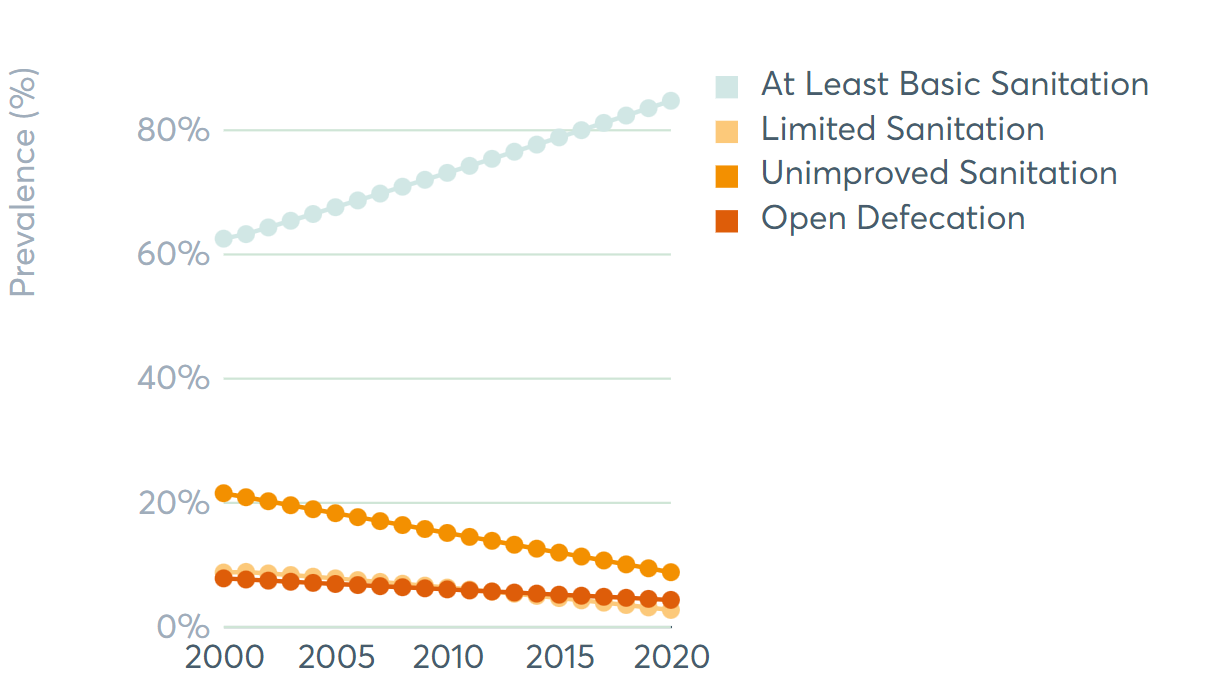 Prevalence (%)
80%
60%
40%
20%
0%
2000 2005 2010 2015 2020
At Least Basic Sanitation
Limited Sanitation
Unimproved Sanitation
Open Defecation